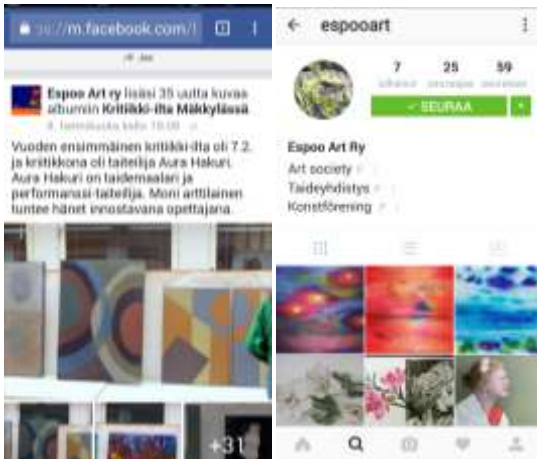 m.facebook.com/
Espoo Art ry lisäsi 35 uutta kuvaa
albumiin Kritiikki-ilta Mäkkylässä
Vuoden ensimmäinen kritiikki-ilta oli 7.2.
ja kriitikkona oli taiteilija Aura Hakuri.
Aura Hakuri on taidemaalari ja
performanssi-taiteilija. Moni arttilainen
tuntee hänet innostavana opettajana.
+31
espooart
7 25 59
SEURAA
Espoo Art Ry
Art society
Taideyhdistys
Konstförening